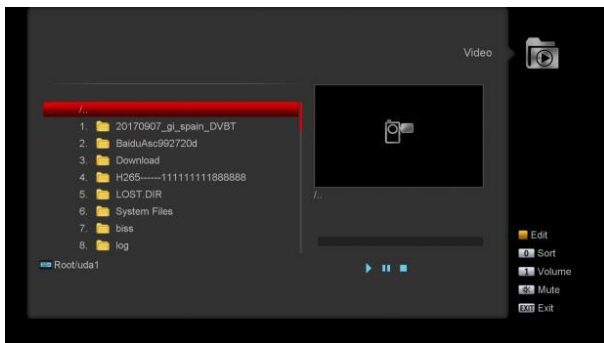 Video
/..
1. 20170907_gi_spain_DVBT
2. BaiduAsc992720d
3. Download
4. H265------111111111888888
5. LOST.DIR
6. System Files
7. biss
8. log
/..
Root/uda1
Edit
0 Sort
1 Volume
Mute
EXIT Exit